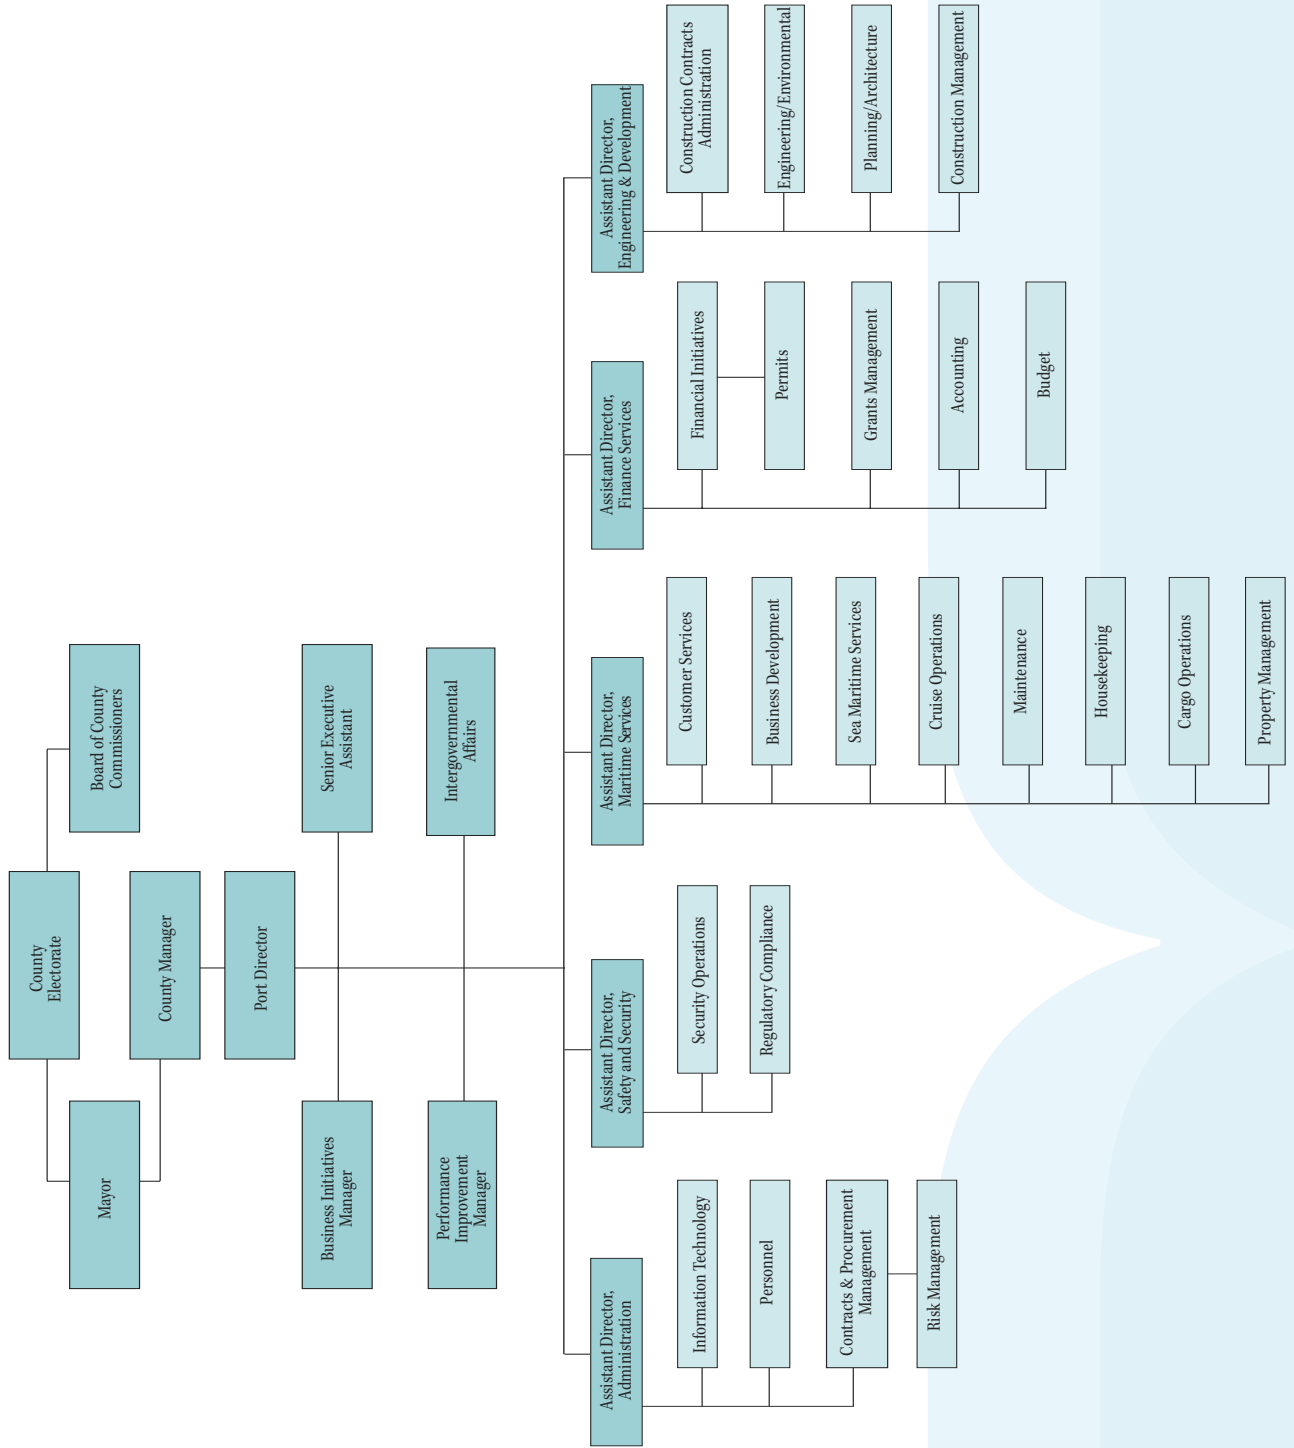 County
Electorate
Mayor
Board of County
Commissioners
County Manager
Port Director
Business Initiatives
Manager
Senior Executive
Assistant
Performance
Improvement
Manager
Intergovernmental
Affairs
Assistant Director,
Administration
Information Technology
Personnel
Contracts & Procurement
Management
Risk Management
Assistant Director,
Safety and Security
Security Operations
Regulatory Compliance
Assistant Director,
Maritime Services
Customer Services
Business Development
Sea Maritime Services
Cruise Operations
Maintenance
Housekeeping
Cargo Operations
Property Management
Assistant Director,
Finance Services
Financial Initiatives
Permits
Grants Management
Accounting
Budget
Assistant Director,
Engineering & Development
Construction Contracts
Administration
Engineering/Environmental
Planning/Architecture
Construction Management